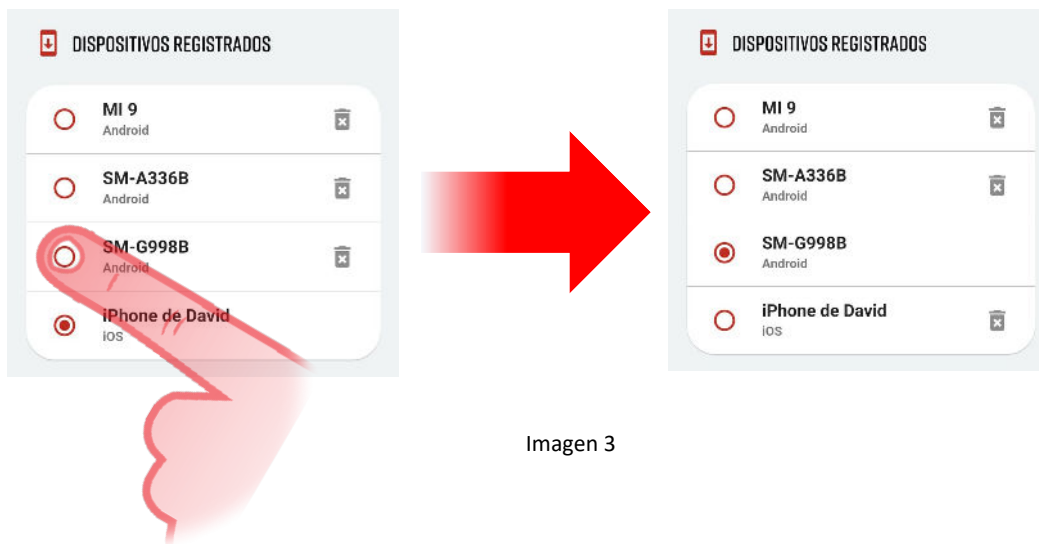 DISPOSITIVOS REGISTRADOS
MI 9
Android
SM-A336B
Android
SM-G998B
Android
iPhone de David
iOS
DISPOSITIVOS REGISTRADOS
MI 9
Android
SM-A336B
Android
SM-G998B
Android
iPhone de David
iOS
Imagen 3